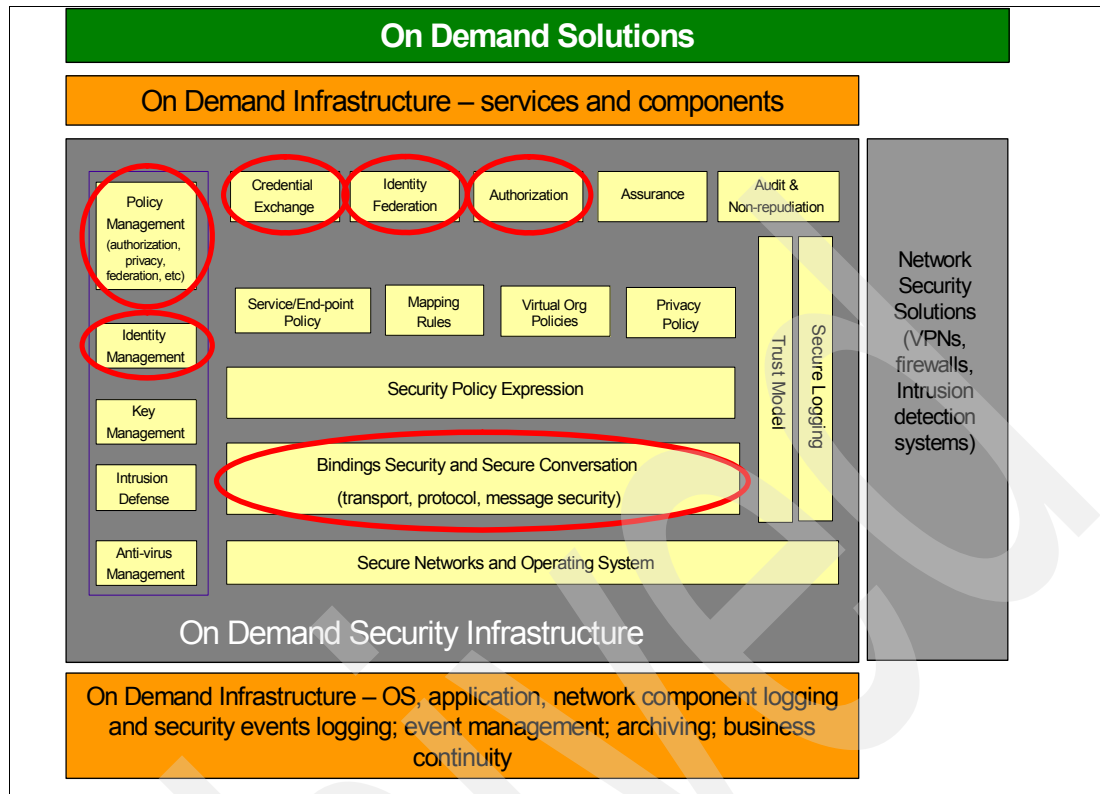 On Demand Solutions
On Demand Infrastructure – services and components
Policy
Management
(authorization,
privacy,
federation, etc)
Identity
Management
Key
Management
Intrusion
Defense
Anti-virus
Management
Credential
Exchange
Identity
Federation
Authorization
Assurance
Audit &
Non-repudiation
Service/End-point
Policy
Mapping
Rules
Virtual Org
Policies
Privacy
Policy
Security Policy Expression
Bindings Security and Secure Conversation
(transport, protocol, message security)
Secure Networks and Operating System
Trust Model
Secure Logging
On Demand Security Infrastructure
Network
Security
Solutions
(VPNs,
firewalls,
Intrusion
detection
systems)
On Demand Infrastructure – OS, application, network component logging
and security events logging; event management; archiving; business
continuity